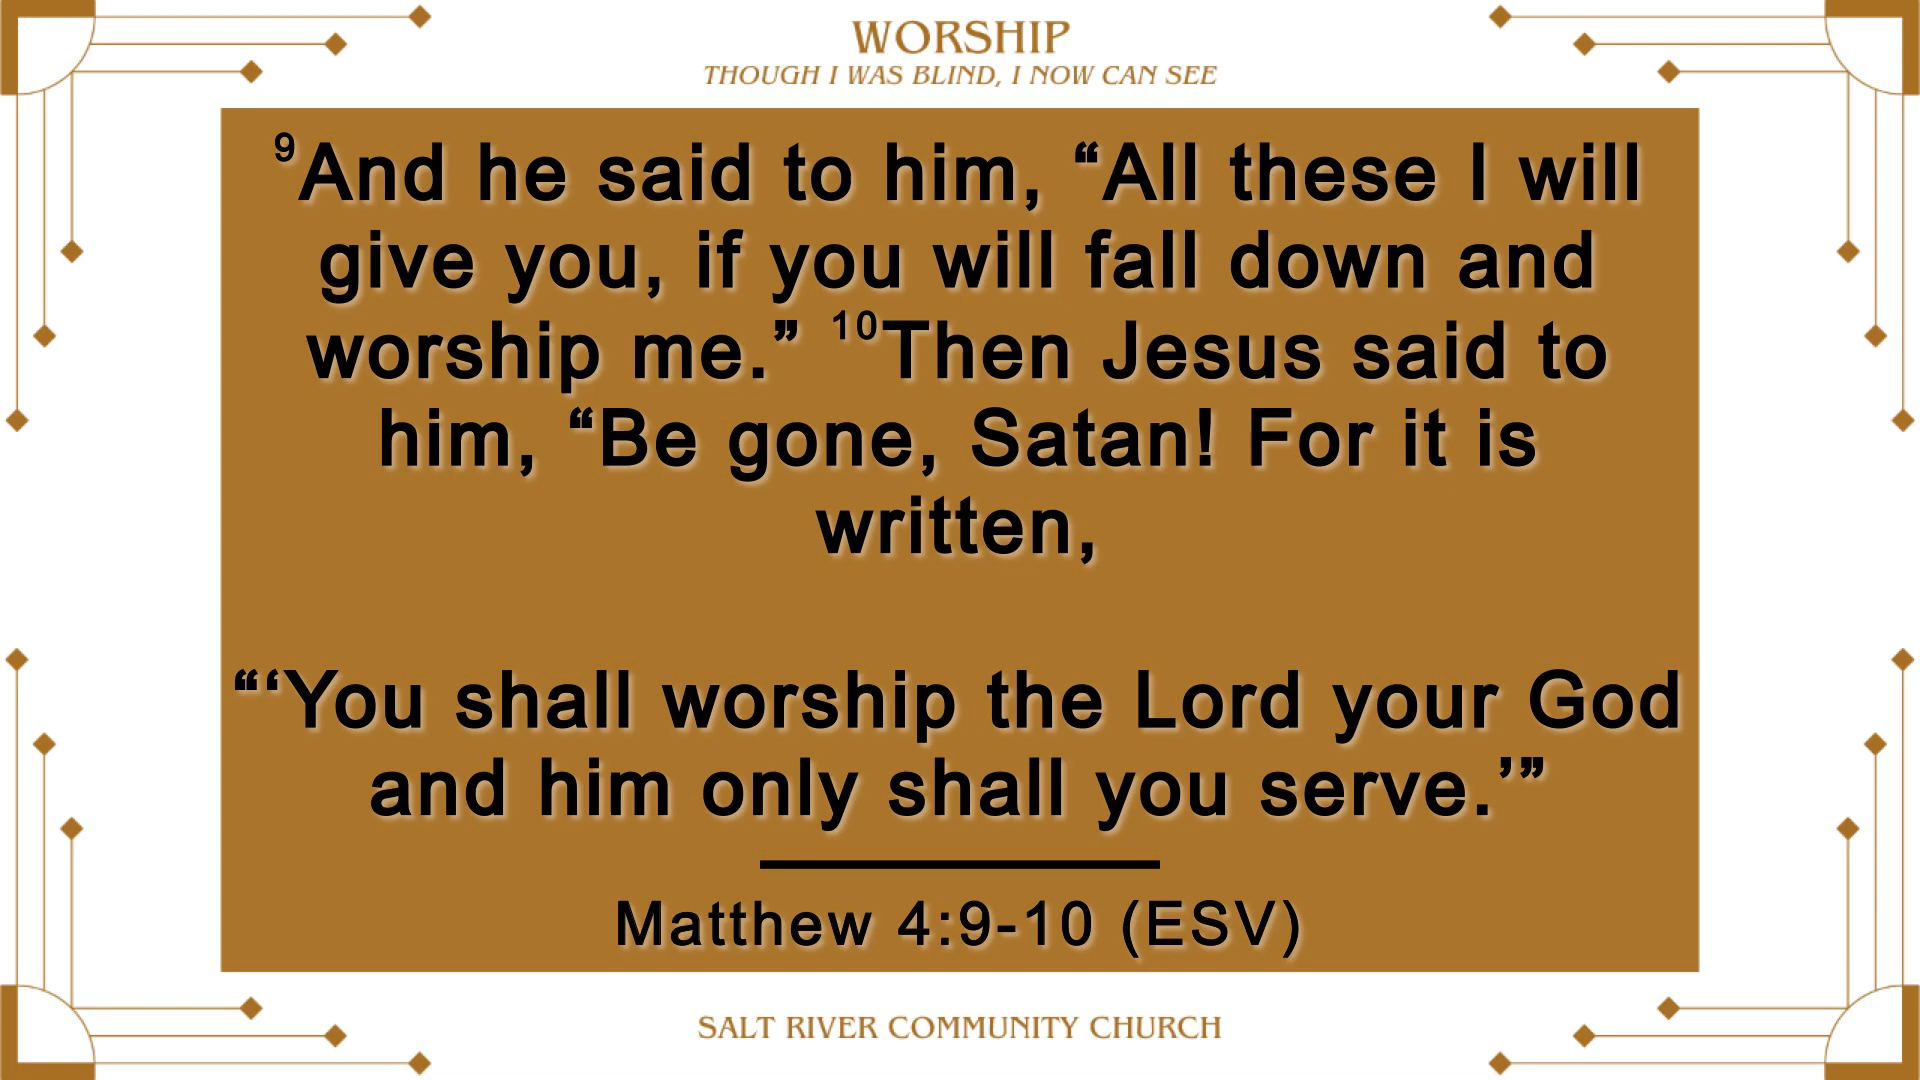 WORSHIP
THOUGH I WAS BLIND, I NOW CAN SEE
⁹And he said to him, “All these I will
give you, if you will fall down and
worship me.” ¹⁰Then Jesus said to
him, “Be gone, Satan! For it is
written,
“‘You shall worship the Lord your God
and him only shall you serve.’”
Matthew 4:9-10 (ESV)
SALT RIVER COMMUNITY CHURCH